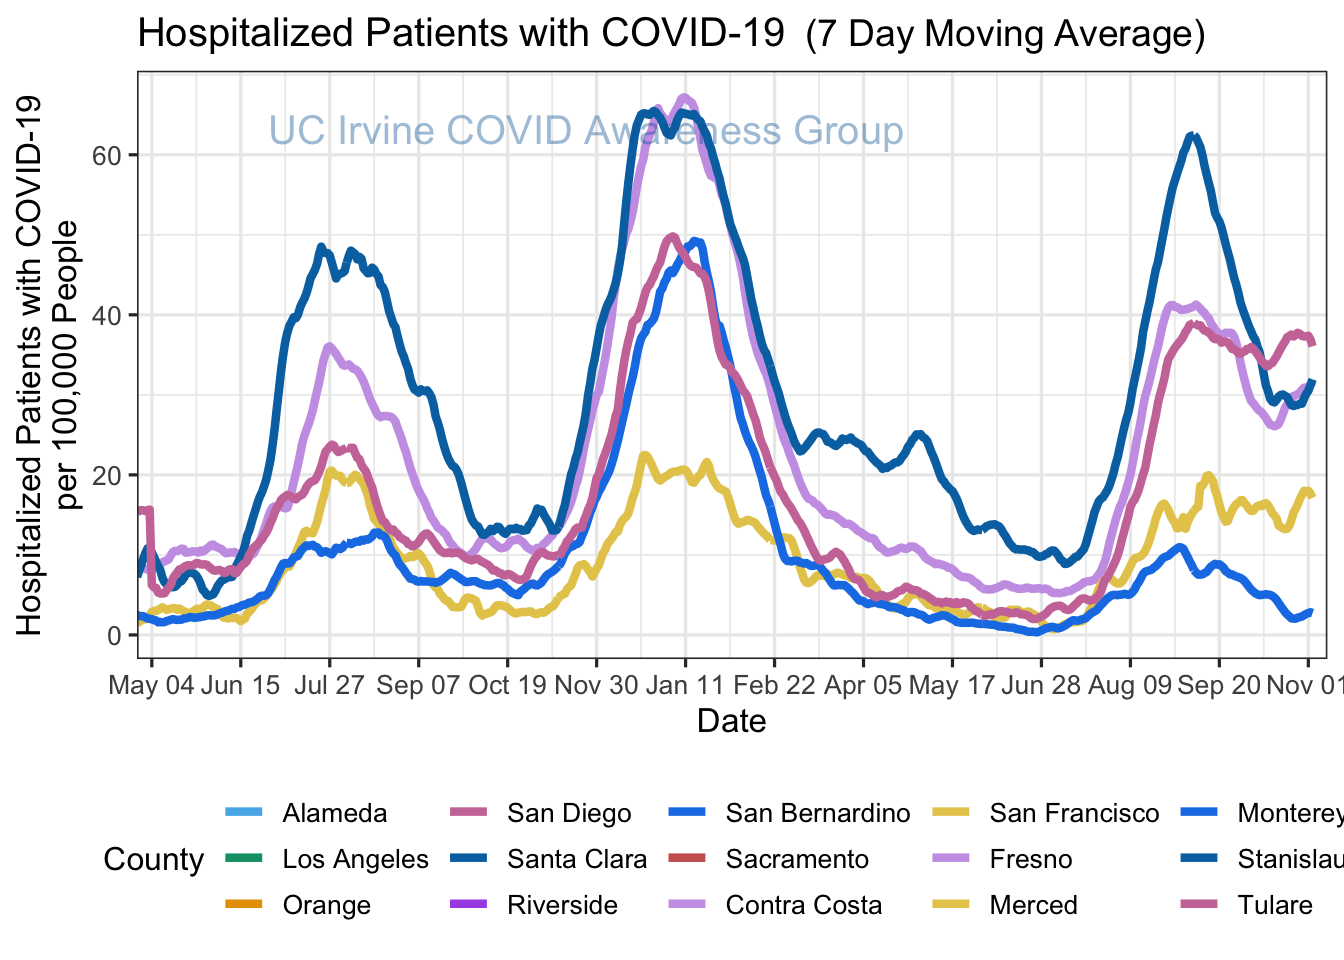 Hospitalized Patients with COVID-19 (7 Day Moving Average)
Hospitalized Patients with COVID-19
per 100,000 People
UC Irvine COVID Awareness Group
60
40
20
0
May 04 Jun 15 Jul 27 Sep 07 Oct 19 Nov 30 Jan 11 Feb 22 Apr 05 May 17 Jun 28 Aug 09 Sep 20 Nov 01
Date
County
Alameda San Diego San Bernardino San Francisco Monterey
Los Angeles Santa Clara Sacramento Fresno Stanislau
Orange Riverside Contra Costa Merced Tulare